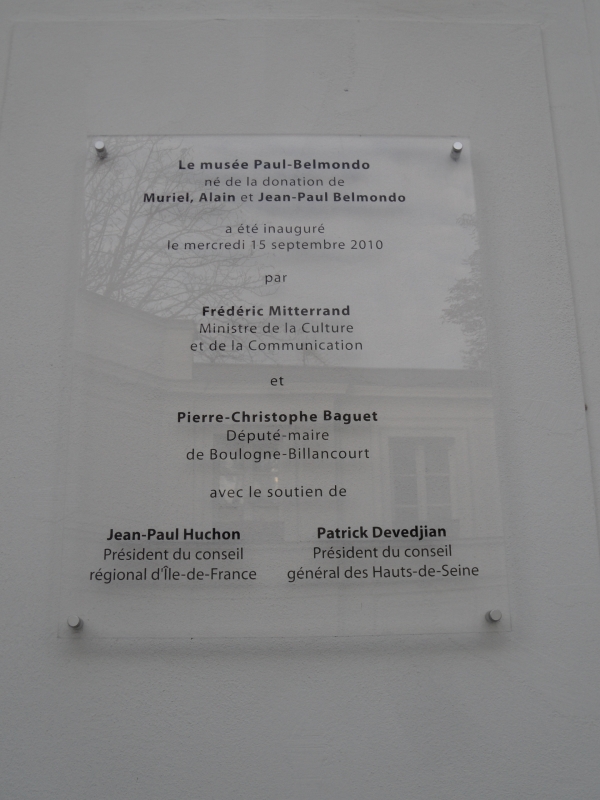 Le musée Paul-Belmondo
né de la donation de
Muriel, Alain et Jean-Paul Belmondo
a été inauguré
le mercredi 15 septembre 2010
par
Frédéric Mitterrand
Ministre de la Culture
et de la Communication
et
Pierre-Christophe Baguet
Député-maire
de Boulogne-Billancourt
avec le soutien de
Jean-Paul Huchon
Président du conseil
régional d'Île-de-France
Patrick Devedjian
Président du conseil
général des Hauts-de-Seine